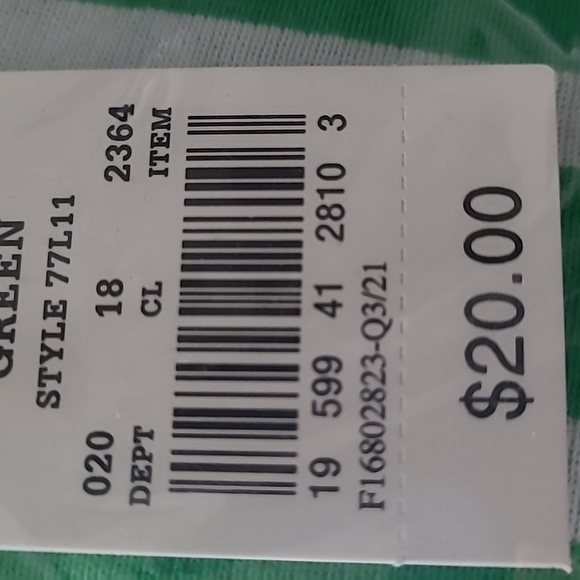 GREEN
STYLE 77L11
020 18 2364
DEPT CL ITEM
19 599 41 2810 3
F16802823-Q3/21
$20.00